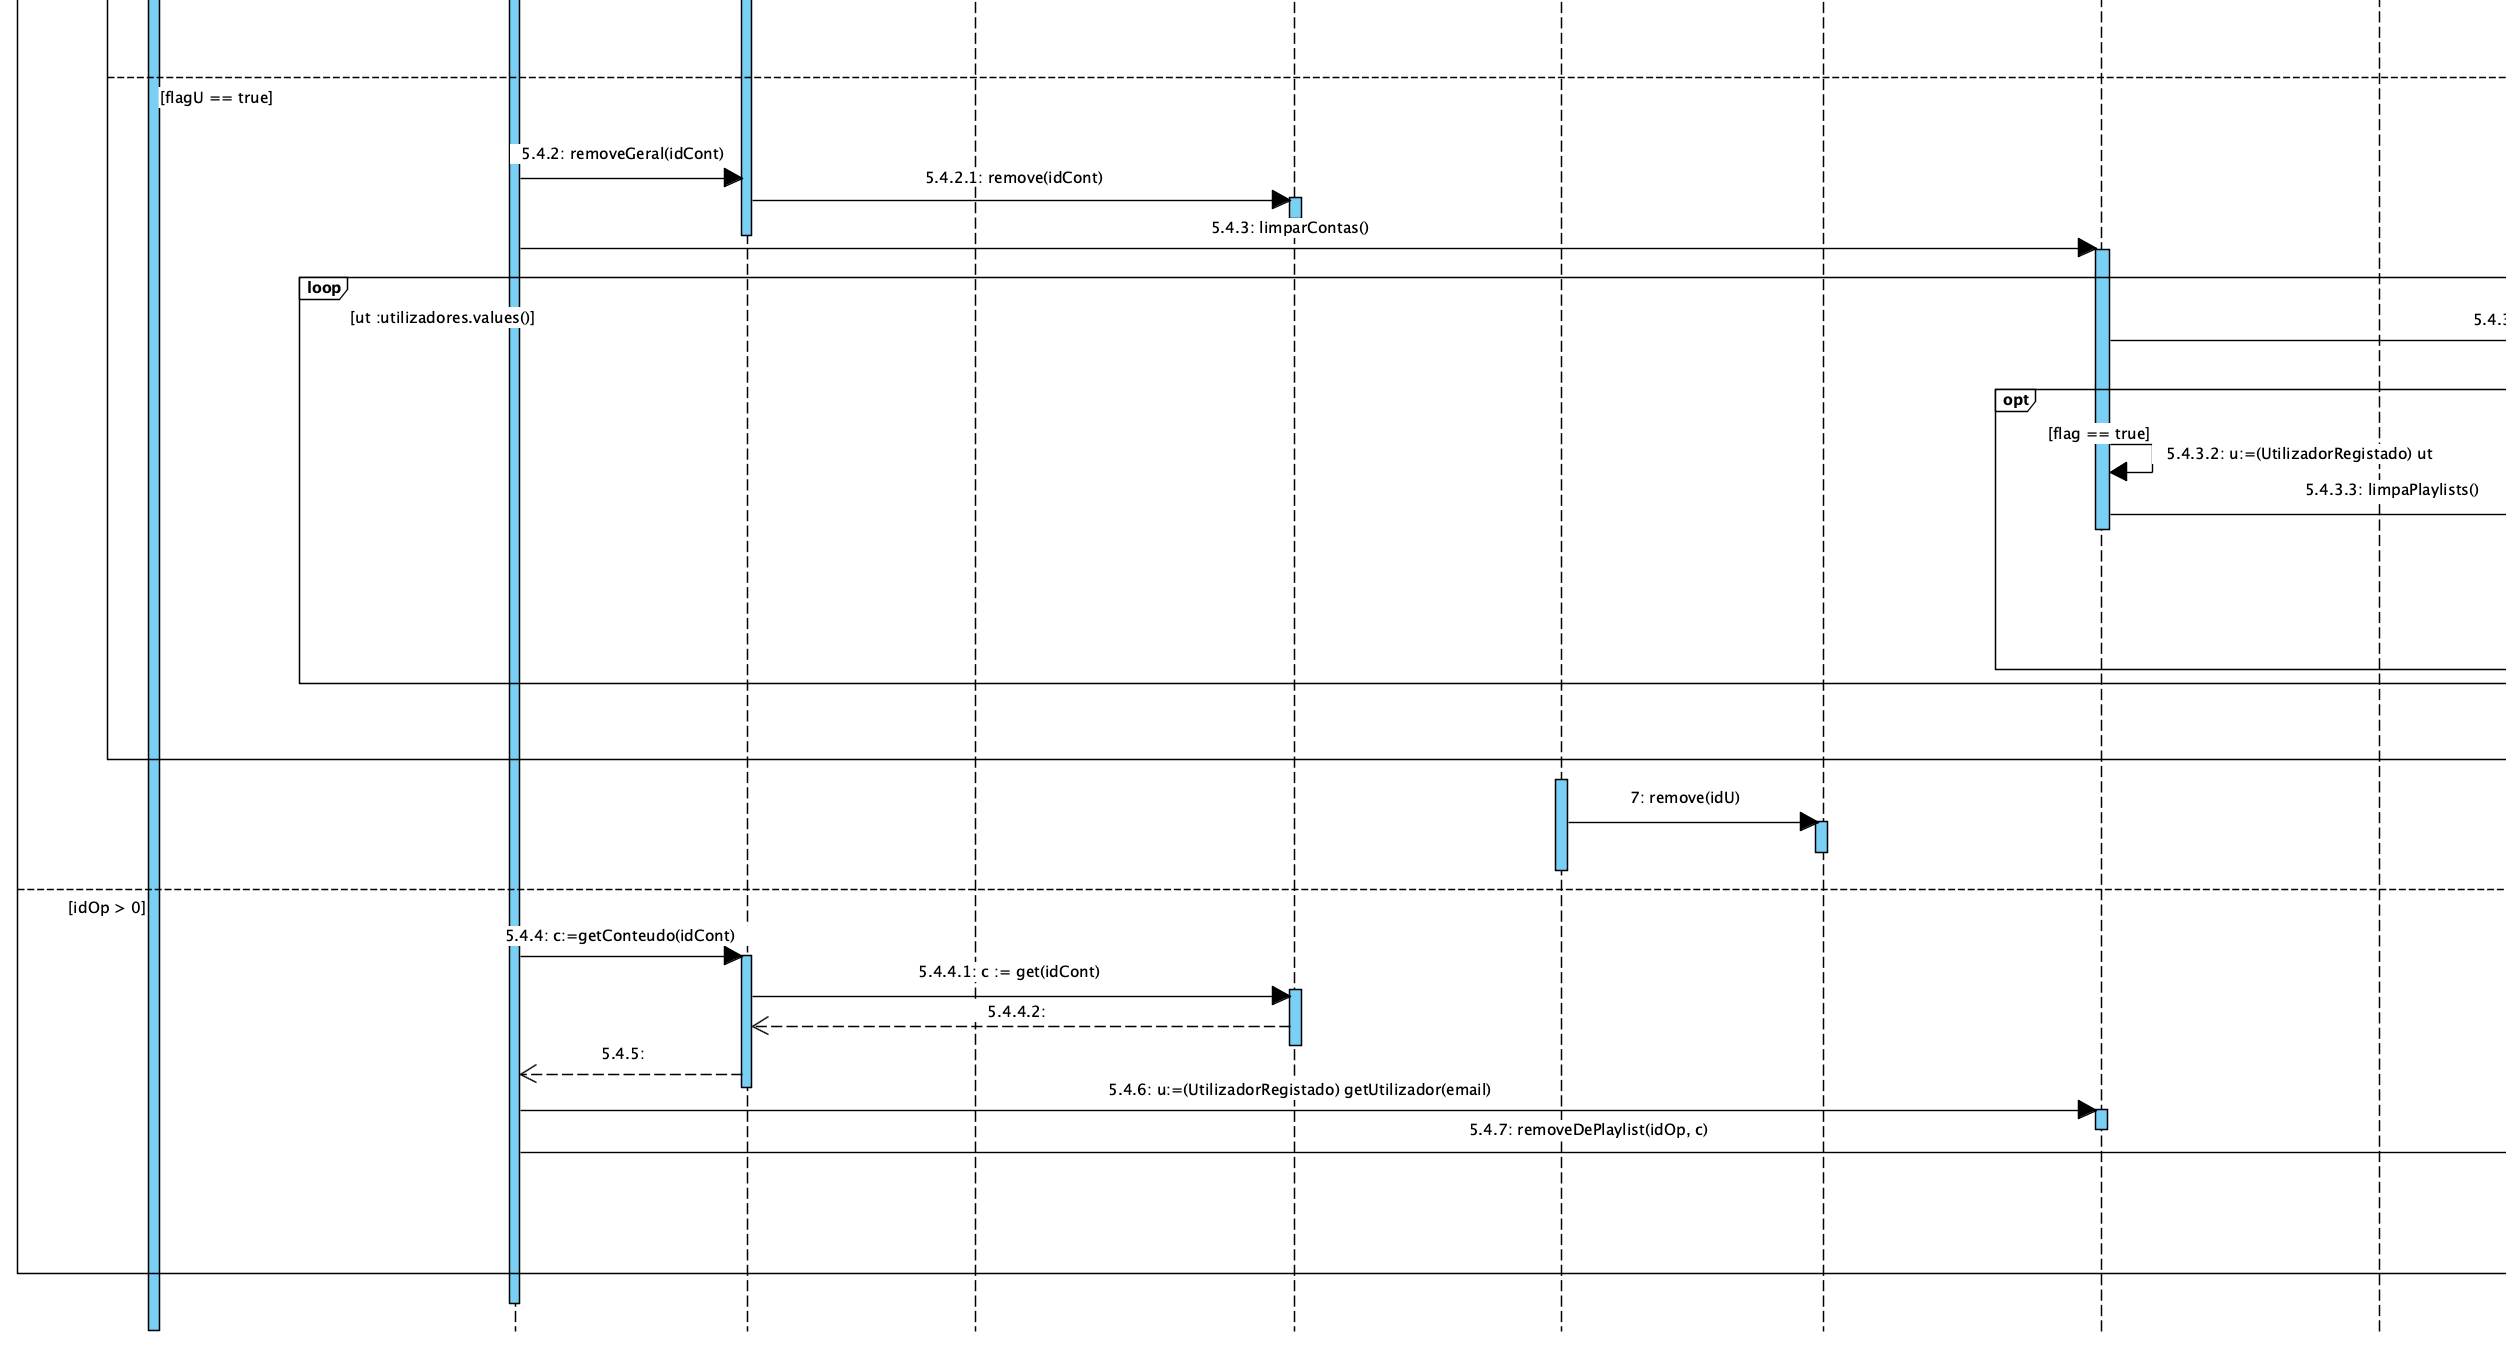 [flagU == true]
5.4.2: removeGeral(idCont)
5.4.2.1: remove(idCont)
5.4.3: limparContas()
loop
[ut :utilizadores.values()]
5.4.3
opt
[flag == true]
5.4.3.2: u:=(UtilizadorRegistado) ut
5.4.3.3: limpaPlaylists()
7: remove(idU)
[idOp > 0]
5.4.4: c:=getConteudo(idCont)
5.4.4.1: c := get(idCont)
5.4.4.2:
5.4.5:
5.4.6: u:=(UtilizadorRegistado) getUtilizador(email)
5.4.7: removeDePlaylist(idOp, c)